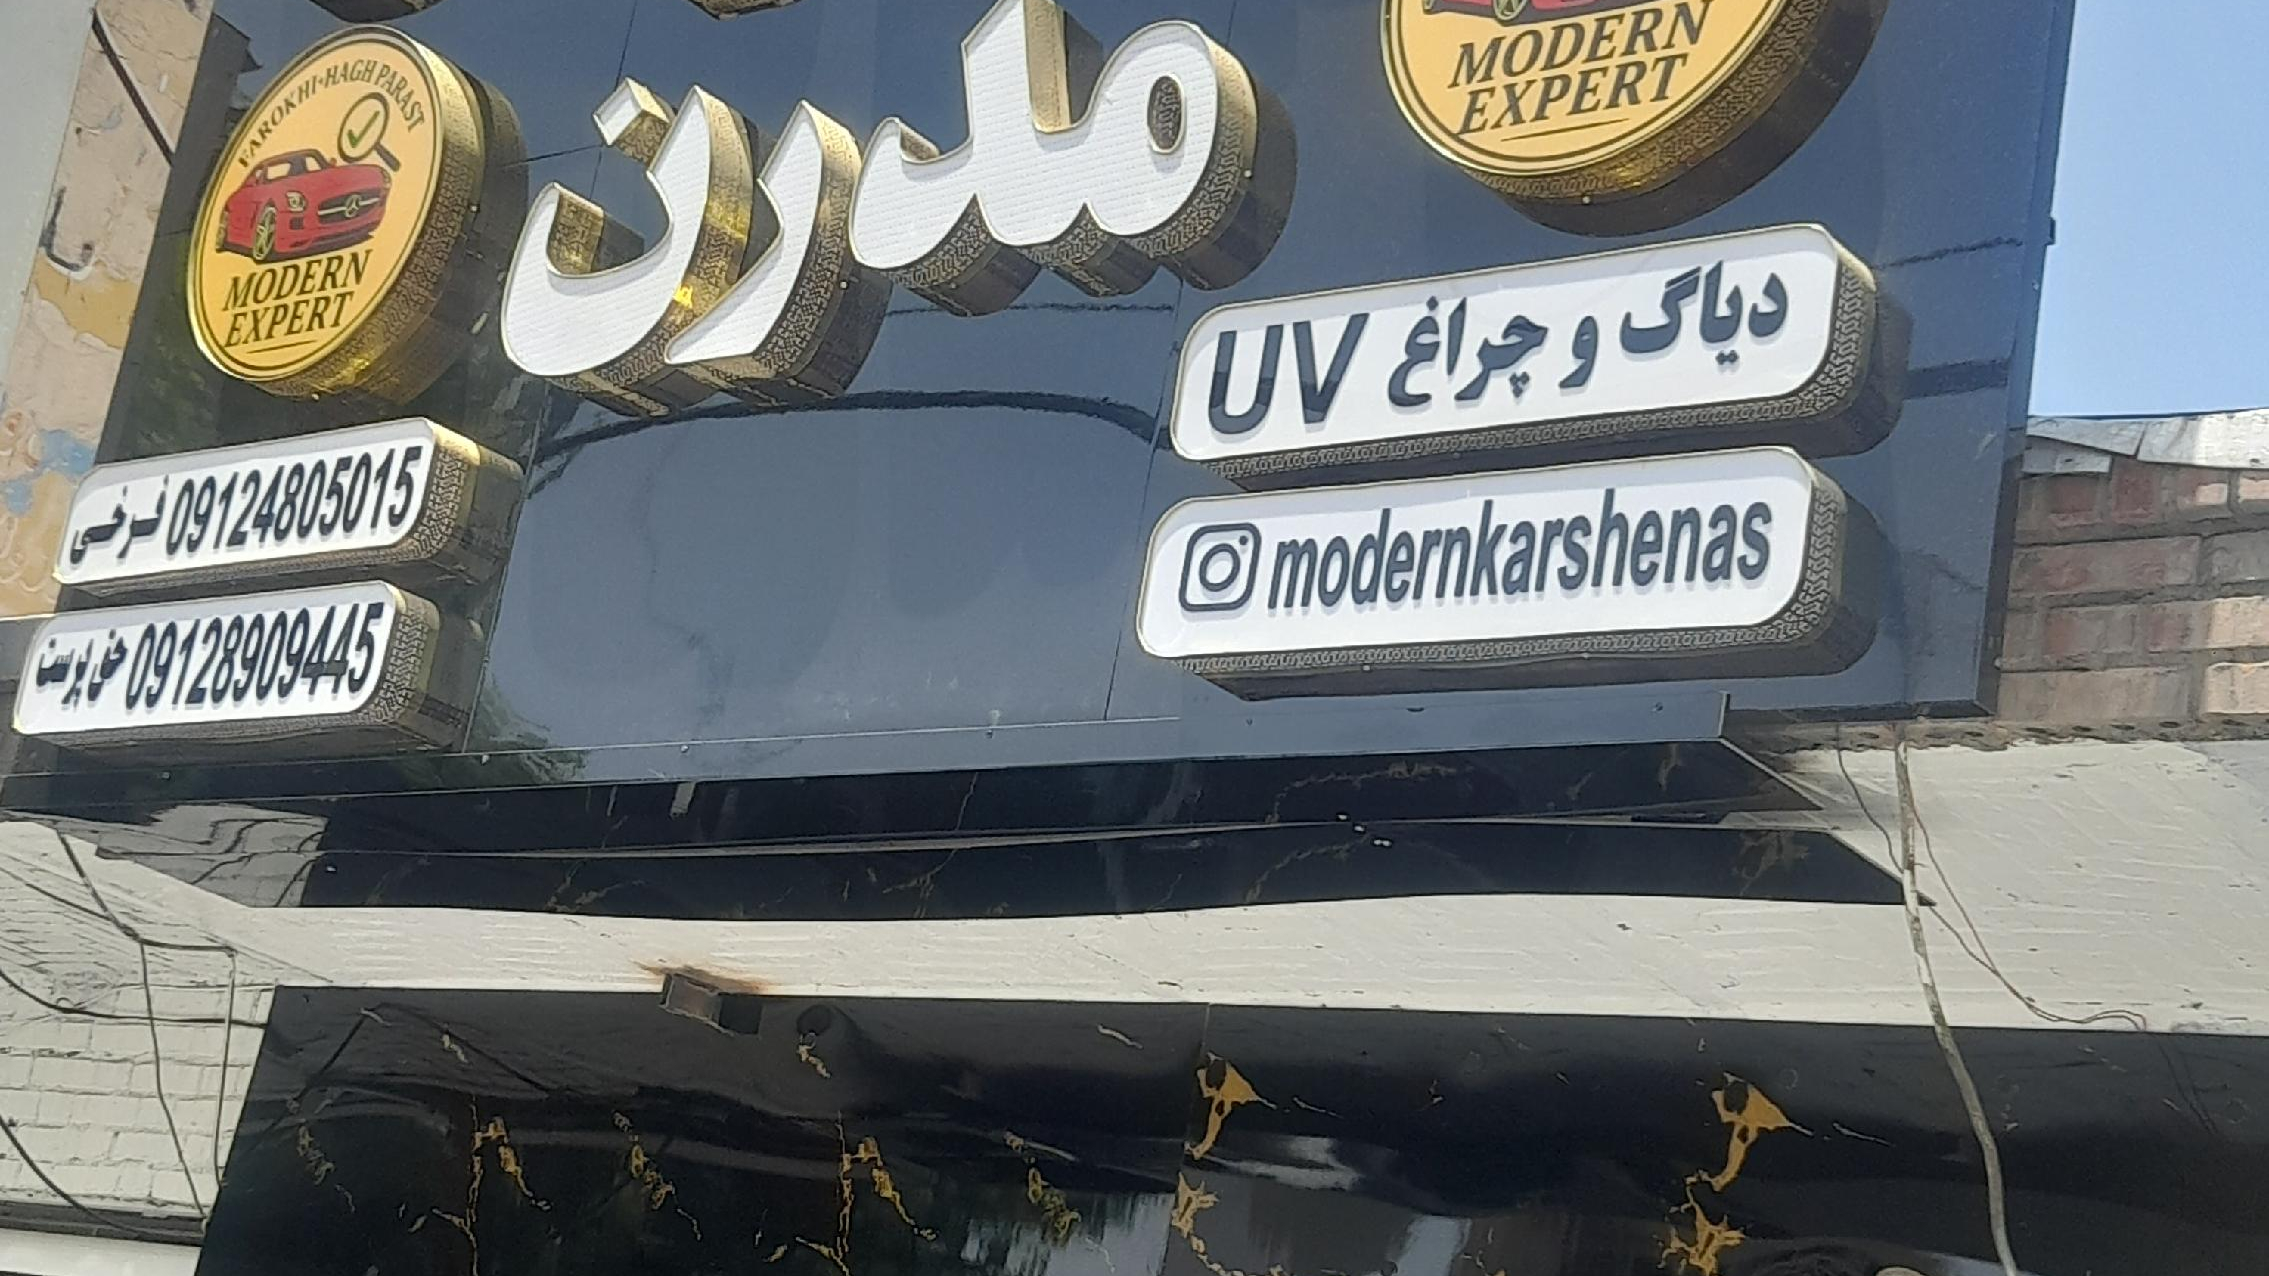 FAROKHI-HAGH PARAST
MODERN
EXPERT
مدرن
MODERN
EXPERT
دیاگ و چراغ UV
modernkarshenas
09124805015 فرخی
09128909445 حق پرست